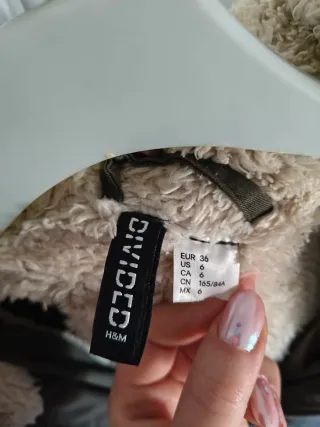 DIVIDED
H&M
EUR 36
US 6
CA 6
CN 165/84A
MX 6